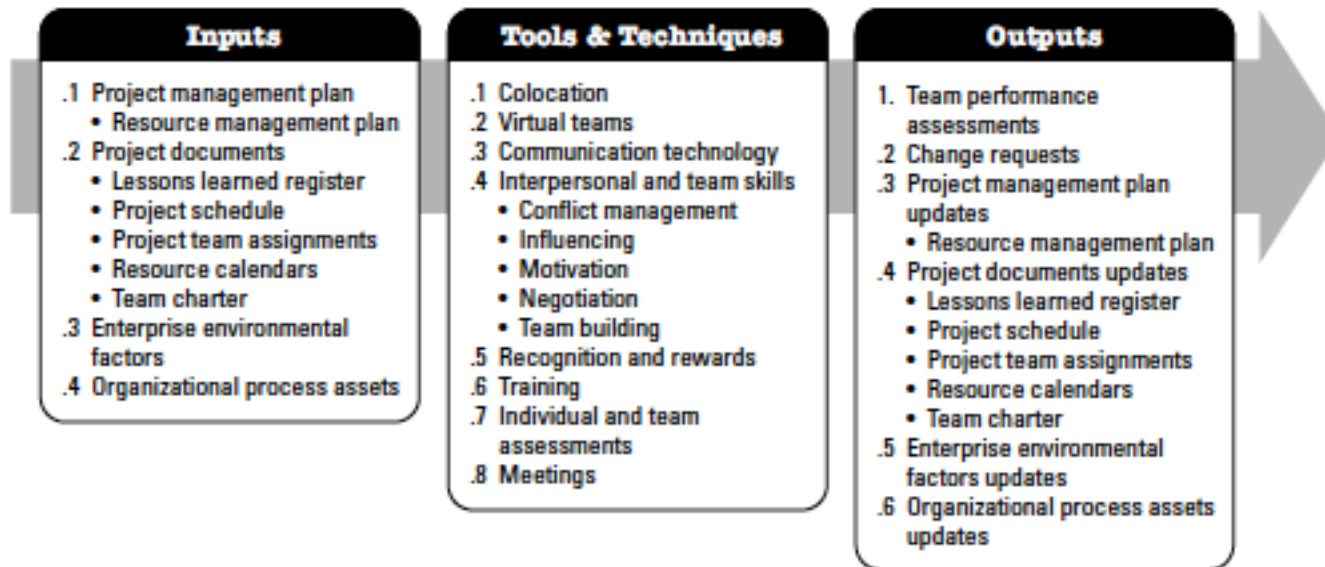 Inputs
.1 Project management plan
• Resource management plan
.2 Project documents
• Lessons learned register
• Project schedule
• Project team assignments
• Resource calendars
• Team charter
.3 Enterprise environmental
factors
.4 Organizational process assets
Tools & Techniques
.1 Colocation
.2 Virtual teams
.3 Communication technology
.4 Interpersonal and team skills
• Conflict management
• Influencing
• Motivation
• Negotiation
• Team building
.5 Recognition and rewards
.6 Training
.7 Individual and team
assessments
.8 Meetings
Outputs
1. Team performance
assessments
.2 Change requests
.3 Project management plan
updates
• Resource management plan
.4 Project documents updates
• Lessons learned register
• Project schedule
• Project team assignments
• Resource calendars
• Team charter
.5 Enterprise environmental
factors updates
.6 Organizational process assets
updates